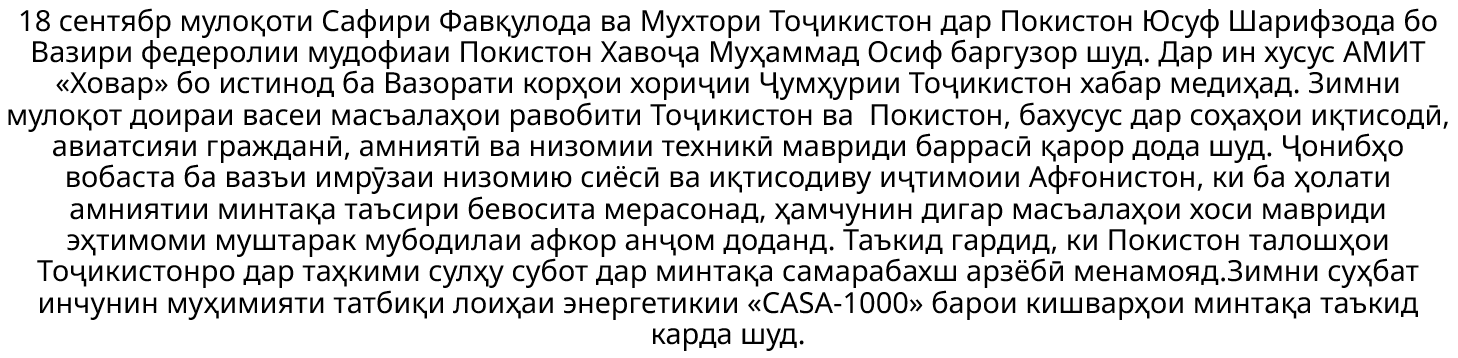 18 сентябр мулоқоти Сафири Фавқулода ва Мухтори Тоҷикистон дар Покистон Юсуф Шарифзода бо
Вазири федеролии мудофиаи Покистон Хавоҷа Муҳаммад Осиф баргузор шуд. Дар ин хусус АМИТ
«Ховар» бо истинод ба Вазорати корҳои хориҷии Ҷумҳурии Тоҷикистон хабар медиҳад. Зимни
мулоқот доираи васеи масъалаҳои равобити Тоҷикистон ва  Покистон, бахусус дар соҳаҳои иқтисодӣ,
авиатсияи гражданӣ, амниятӣ ва низомии техникӣ мавриди баррасӣ қарор дода шуд. Ҷонибҳо
вобаста ба вазъи имрӯзаи низомию сиёсӣ ва иқтисодиву иҷтимоии Афғонистон, ки ба ҳолати
амниятии минтақа таъсири бевосита мерасонад, ҳамчунин дигар масъалаҳои хоси мавриди
эҳтимоми муштарак мубодилаи афкор анҷом доданд. Таъкид гардид, ки Покистон талошҳои
Тоҷикистонро дар таҳкими сулҳу субот дар минтақа самарабахш арзёбӣ менамояд.Зимни суҳбат
инчунин муҳимияти татбиқи лоиҳаи энергетикии «CASA-1000» барои кишварҳои минтақа таъкид
карда шуд.